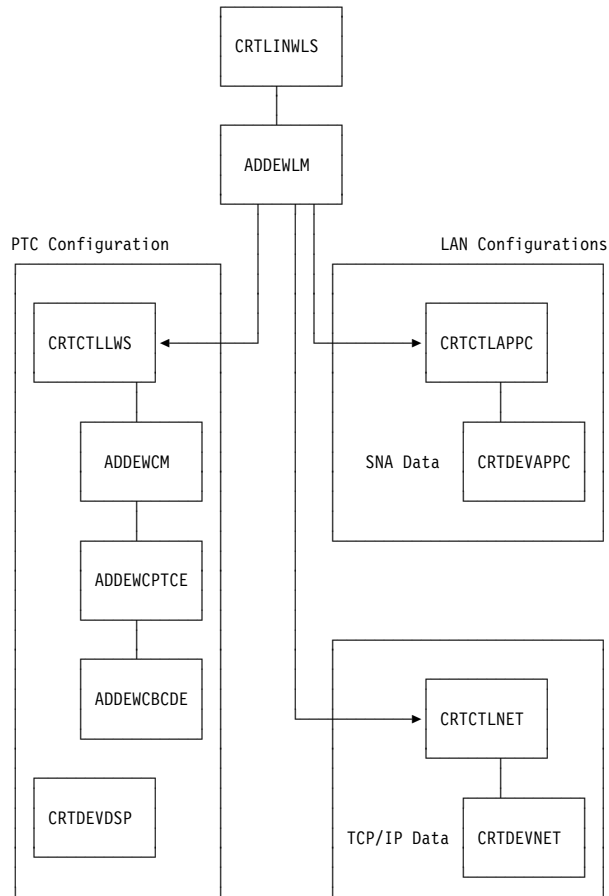 CRTLINWLS
ADDEWLM
PTC Configuration
LAN Configurations
CRTCTLLWS
CRTCTLAPPC
ADDEWCM
SNA Data
CRTDEVAPPC
ADDEWCPTCE
ADDEWCBCDE
CRTCTLNET
CRTDEVDSP
TCP/IP Data
CRTDEVNET